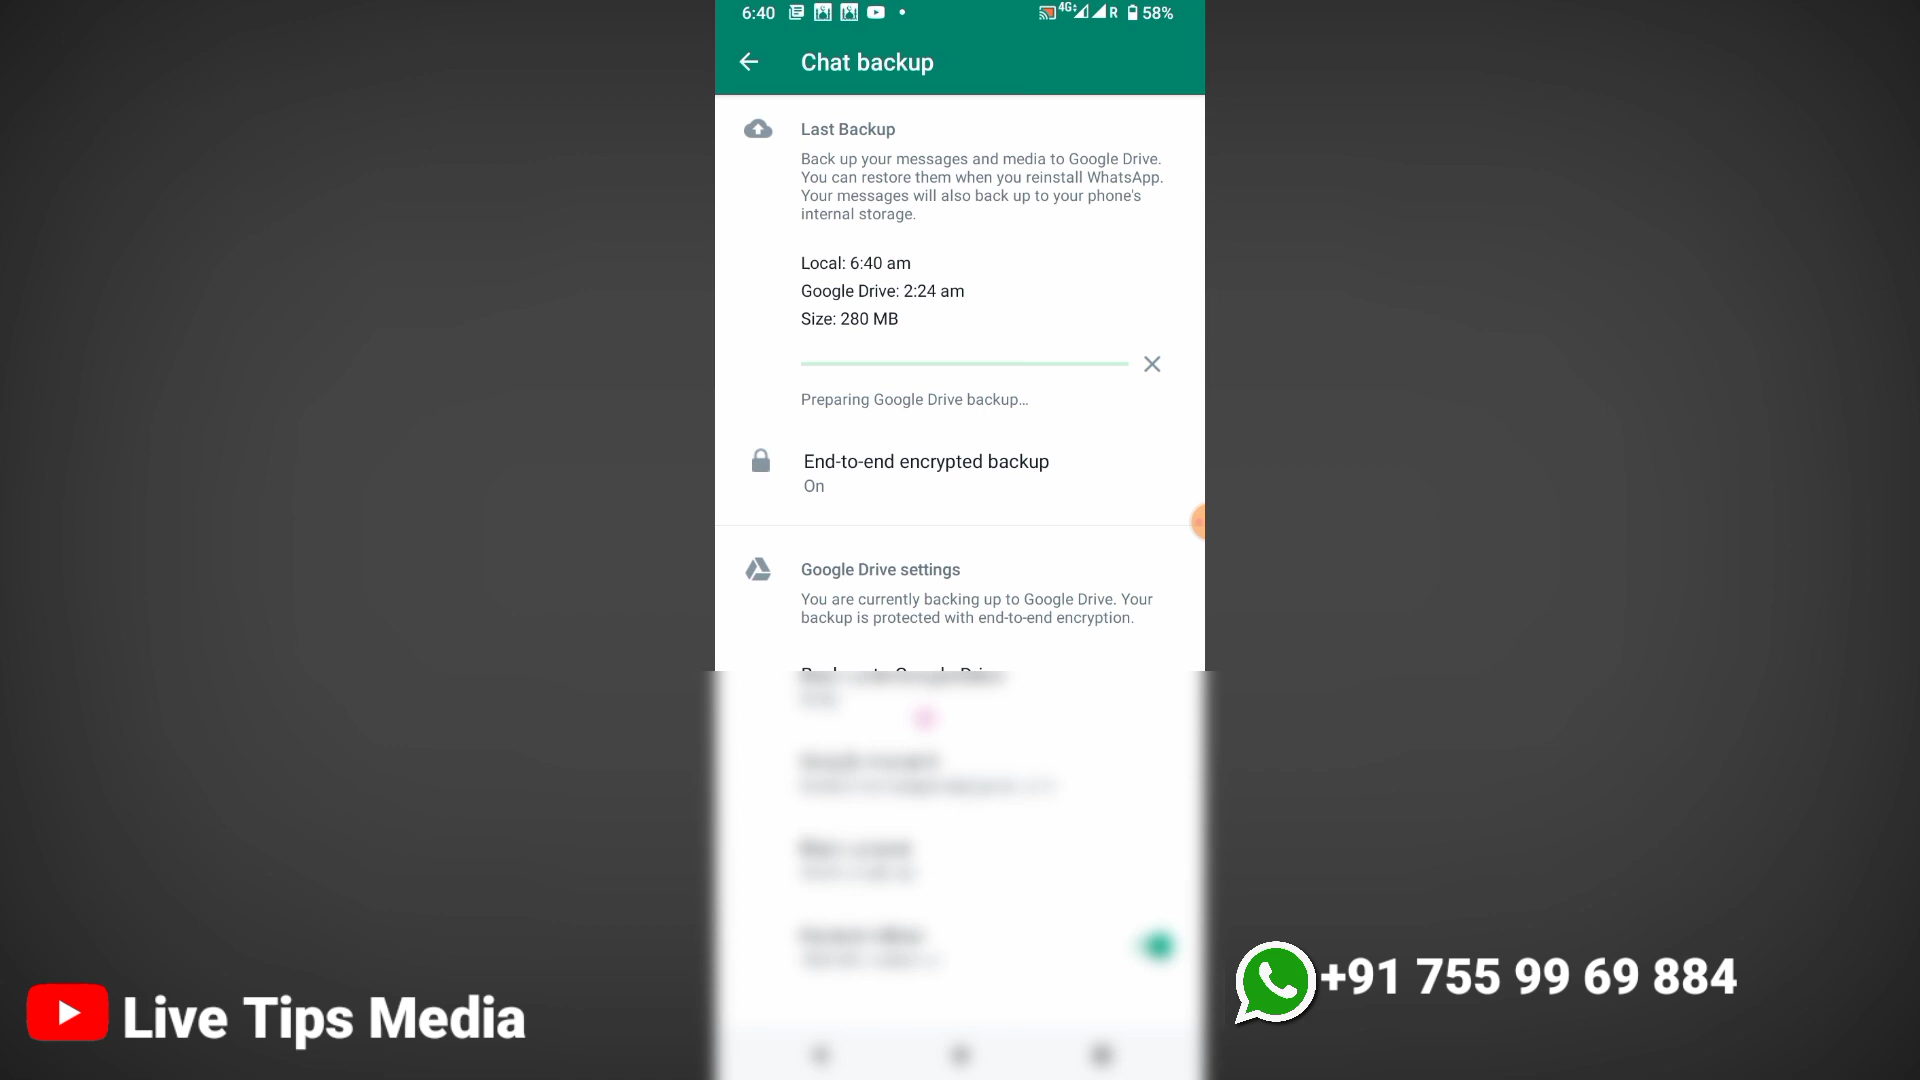 6:40
4G
R
58%
Chat backup
Last Backup
Back up your messages and media to Google Drive.
You can restore them when you reinstall WhatsApp.
Your messages will also back up to your phone's
internal storage.
Local: 6:40 am
Google Drive: 2:24 am
Size: 280 MB
Preparing Google Drive backup...
End-to-end encrypted backup
On
Google Drive settings
You are currently backing up to Google Drive. Your
backup is protected with end-to-end encryption.
Live Tips Media
+91 755 99 69 884